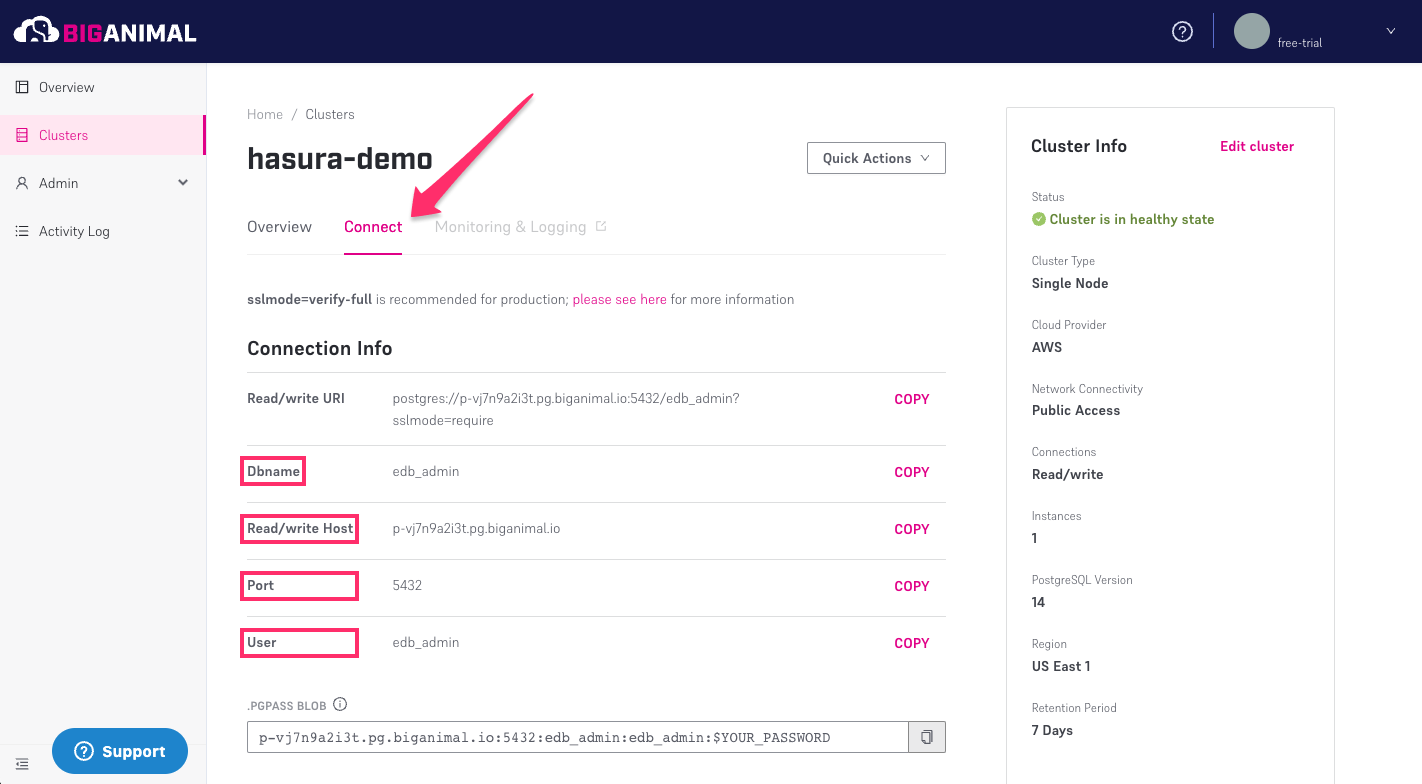 BIGANIMAL
free-trial
Overview
Clusters
Admin
Activity Log
Support
Home / Clusters
hasura-demo
Quick Actions
Overview
Connect
Monitoring & Logging
sslmode=verify-full is recommended for production; please see here for more information
Connection Info
Read/write URI
postgres://p-vj7n9a2i3t.pg.biganimal.io:5432/edb_admin?
sslmode=require
COPY
Dbname
edb_admin
COPY
Read/write Host
p-vj7n9a2i3t.pg.biganimal.io
COPY
Port
5432
COPY
User
edb_admin
COPY
.PGPASS BLOB
p-vj7n9a2i3t.pg.biganimal.io:5432:edb_admin:edb_admin:$YOUR_PASSWORD
Cluster Info
Edit cluster
Status
Cluster is in healthy state
Cluster Type
Single Node
Cloud Provider
AWS
Network Connectivity
Public Access
Connections
Read/write
Instances
1
PostgreSQL Version
14
Region
US East 1
Retention Period
7 Days